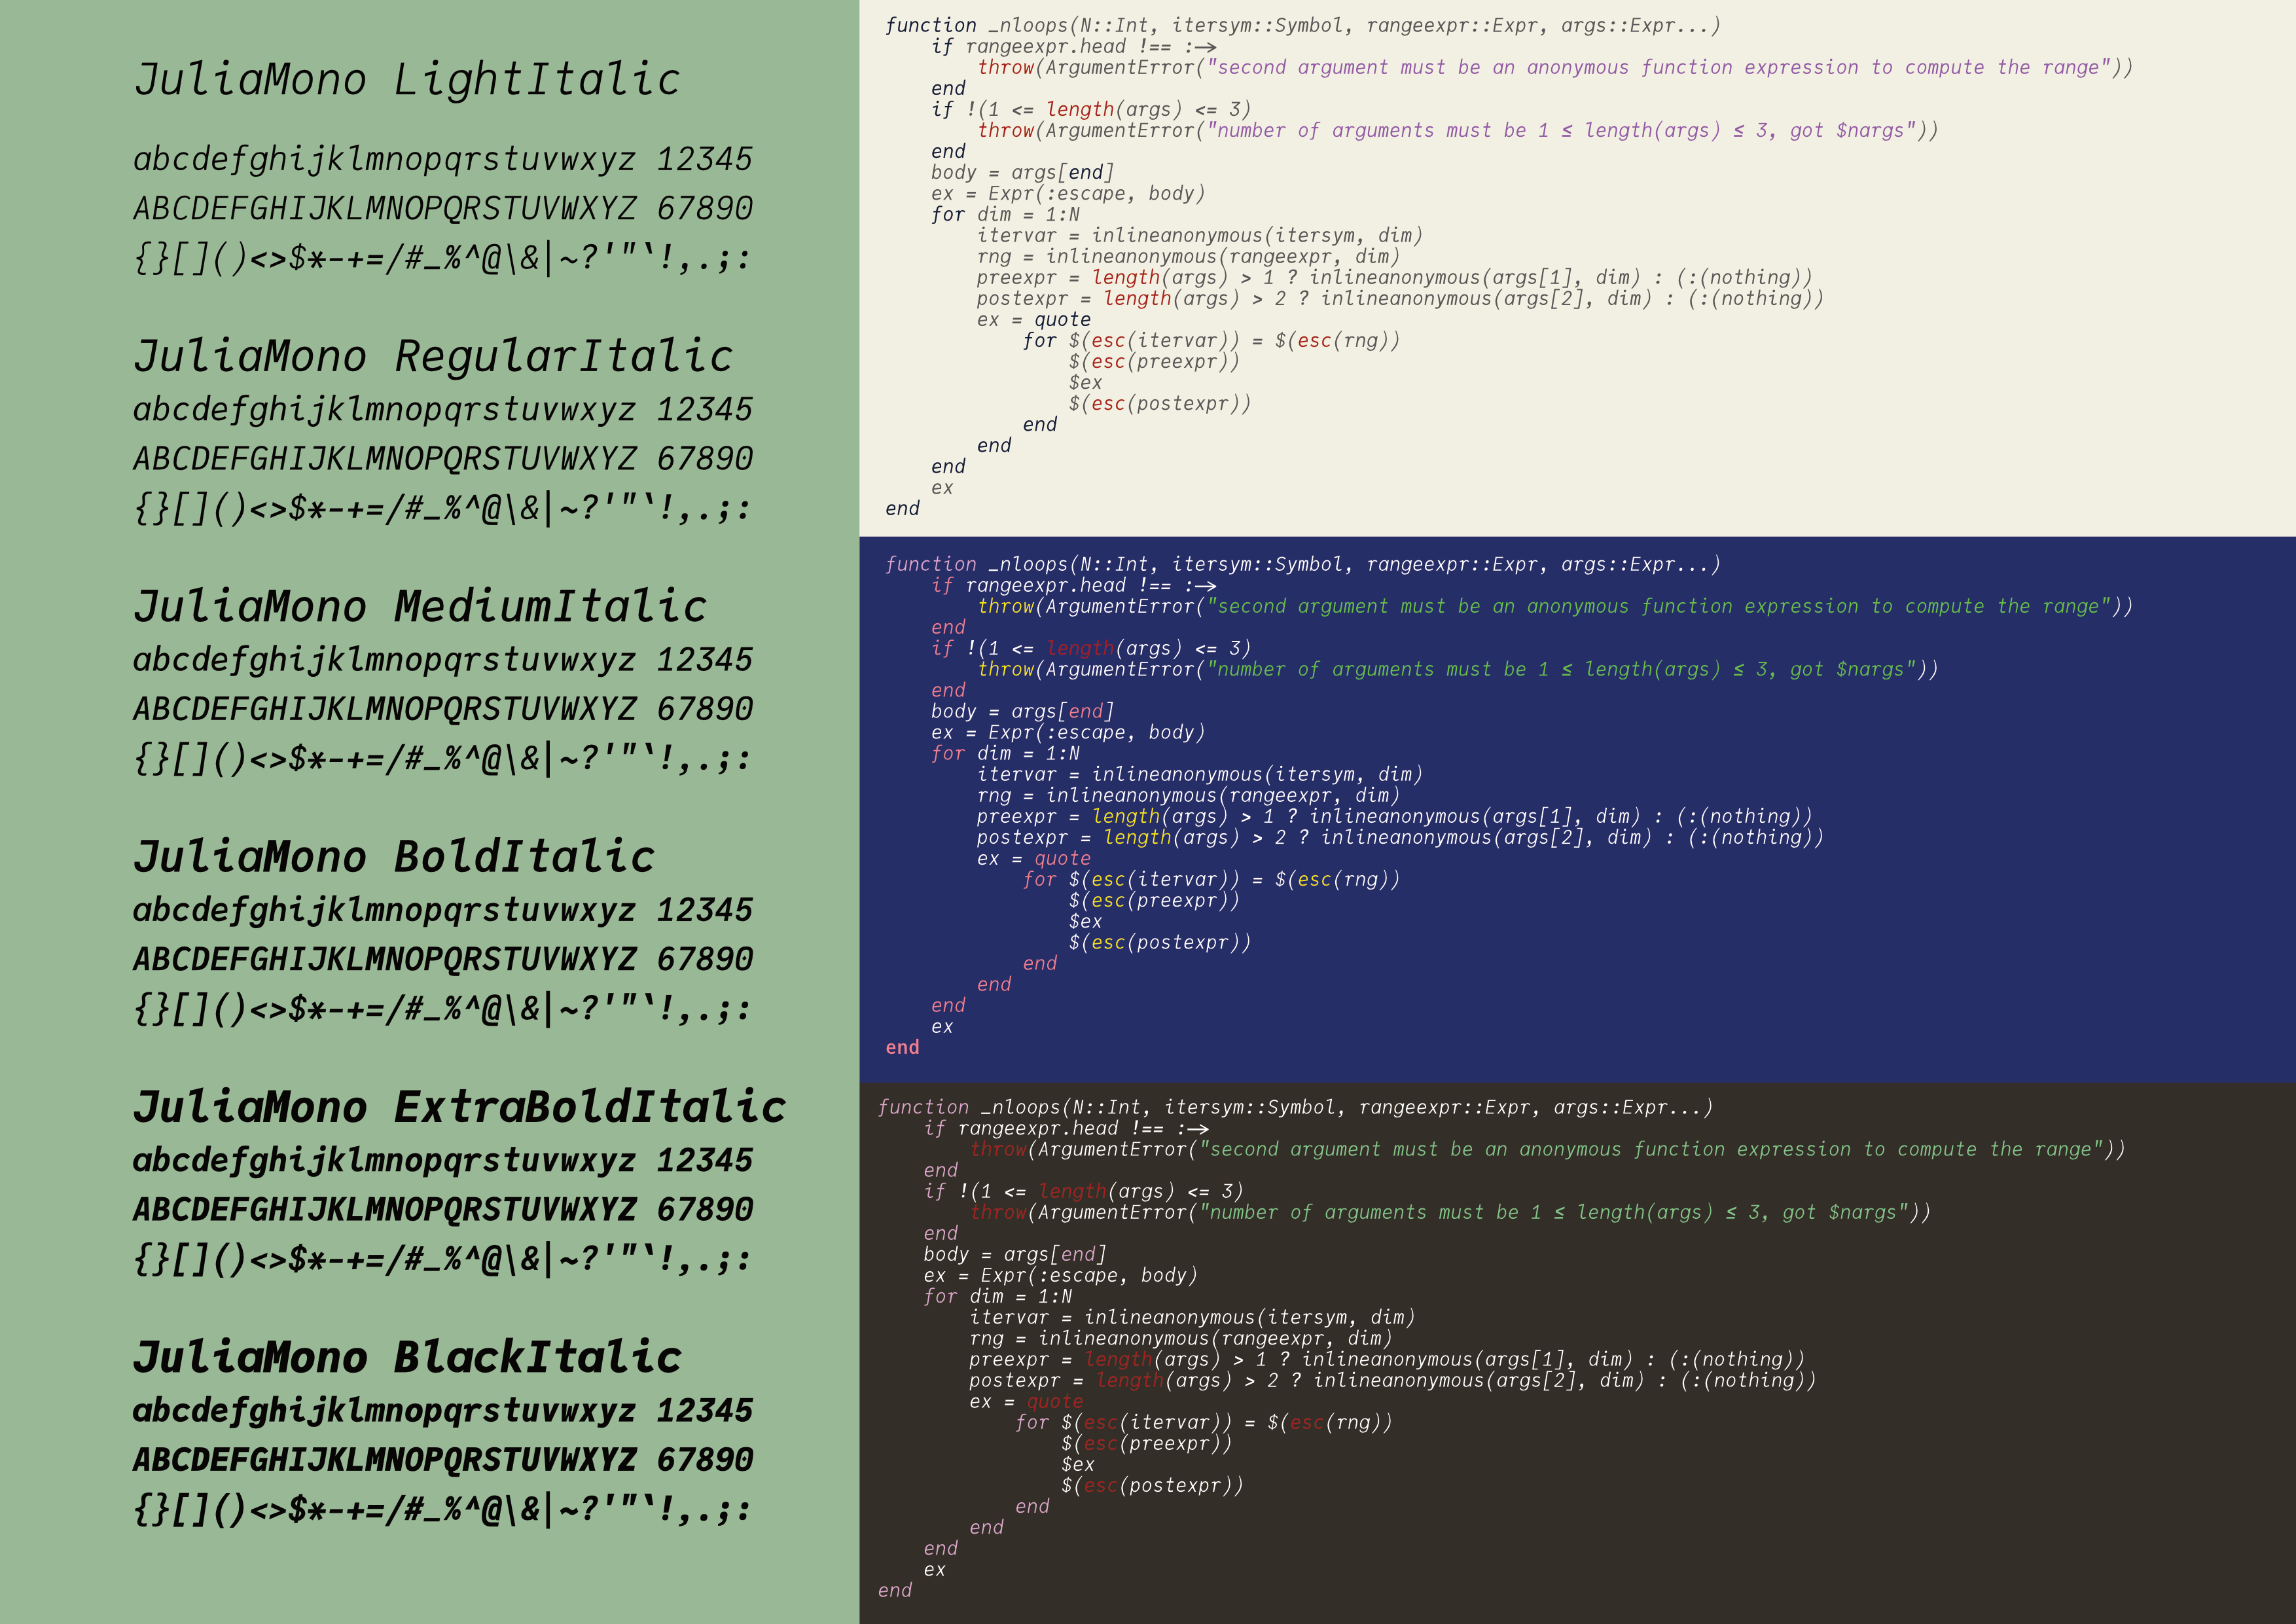 JuliaMono LightItalic
abcdefghijklmnopqrstuvwxyz 12345
ABCDEFGHIJKLMNOPQRSTUVWXYZ 67890
{}[]()<>$*-+=/#_%^@\&|~?'"`!,.;:
JuliaMono RegularItalic
abcdefghijklmnopqrstuvwxyz 12345
ABCDEFGHIJKLMNOPQRSTUVWXYZ 67890
{}[]()<>$*-+=/#_%^@\&|~?'"`!,.;:
JuliaMono MediumItalic
abcdefghijklmnopqrstuvwxyz 12345
ABCDEFGHIJKLMNOPQRSTUVWXYZ 67890
{}[]()<>$*-+=/#_%^@\&|~?'"`!,.;:
JuliaMono BoldItalic
abcdefghijklmnopqrstuvwxyz 12345
ABCDEFGHIJKLMNOPQRSTUVWXYZ 67890
{}[]()<>$*-+=/#_%^@\&|~?'"`!,.;:
JuliaMono ExtraBoldItalic
abcdefghijklmnopqrstuvwxyz 12345
ABCDEFGHIJKLMNOPQRSTUVWXYZ 67890
{}[]()<>$*-+=/#_%^@\&|~?'"`!,.;:
JuliaMono BlackItalic
abcdefghijklmnopqrstuvwxyz 12345
ABCDEFGHIJKLMNOPQRSTUVWXYZ 67890
{}[]()<>$*-+=/#_%^@\&|~?'"`!,.;:
function _nloops(N::Int, itersym::Symbol, rangeexpr::Expr, args::Expr...)
    if rangeexpr.head !== :->
        throw(ArgumentError("second argument must be an anonymous function expression to compute the range"))
    end
    if !(1 <= length(args) <= 3)
        throw(ArgumentError("number of arguments must be 1 ≤ length(args) ≤ 3, got $nargs"))
    end
    body = args[end]
    ex = Expr(:escape, body)
    for dim = 1:N
        itervar = inlineanonymous(itersym, dim)
        rng = inlineanonymous(rangeexpr, dim)
        preexpr = length(args) > 1 ? inlineanonymous(args[1], dim) : (:(nothing))
        postexpr = length(args) > 2 ? inlineanonymous(args[2], dim) : (:(nothing))
        ex = quote
            for $(esc(itervar)) = $(esc(rng))
                $(esc(preexpr))
                $ex
                $(esc(postexpr))
            end
        end
    end
    ex
end
function _nloops(N::Int, itersym::Symbol, rangeexpr::Expr, args::Expr...)
    if rangeexpr.head !== :->
        throw(ArgumentError("second argument must be an anonymous function expression to compute the range"))
    end
    if !(1 <= length(args) <= 3)
        throw(ArgumentError("number of arguments must be 1 ≤ length(args) ≤ 3, got $nargs"))
    end
    body = args[end]
    ex = Expr(:escape, body)
    for dim = 1:N
        itervar = inlineanonymous(itersym, dim)
        rng = inlineanonymous(rangeexpr, dim)
        preexpr = length(args) > 1 ? inlineanonymous(args[1], dim) : (:(nothing))
        postexpr = length(args) > 2 ? inlineanonymous(args[2], dim) : (:(nothing))
        ex = quote
            for $(esc(itervar)) = $(esc(rng))
                $(esc(preexpr))
                $ex
                $(esc(postexpr))
            end
        end
    end
    ex
end
function _nloops(N::Int, itersym::Symbol, rangeexpr::Expr, args::Expr...)
    if rangeexpr.head !== :->
        throw(ArgumentError("second argument must be an anonymous function expression to compute the range"))
    end
    if !(1 <= length(args) <= 3)
        throw(ArgumentError("number of arguments must be 1 ≤ length(args) ≤ 3, got $nargs"))
    end
    body = args[end]
    ex = Expr(:escape, body)
    for dim = 1:N
        itervar = inlineanonymous(itersym, dim)
        rng = inlineanonymous(rangeexpr, dim)
        preexpr = length(args) > 1 ? inlineanonymous(args[1], dim) : (:(nothing))
        postexpr = length(args) > 2 ? inlineanonymous(args[2], dim) : (:(nothing))
        ex = quote
            for $(esc(itervar)) = $(esc(rng))
                $(esc(preexpr))
                $ex
                $(esc(postexpr))
            end
        end
    end
    ex
end